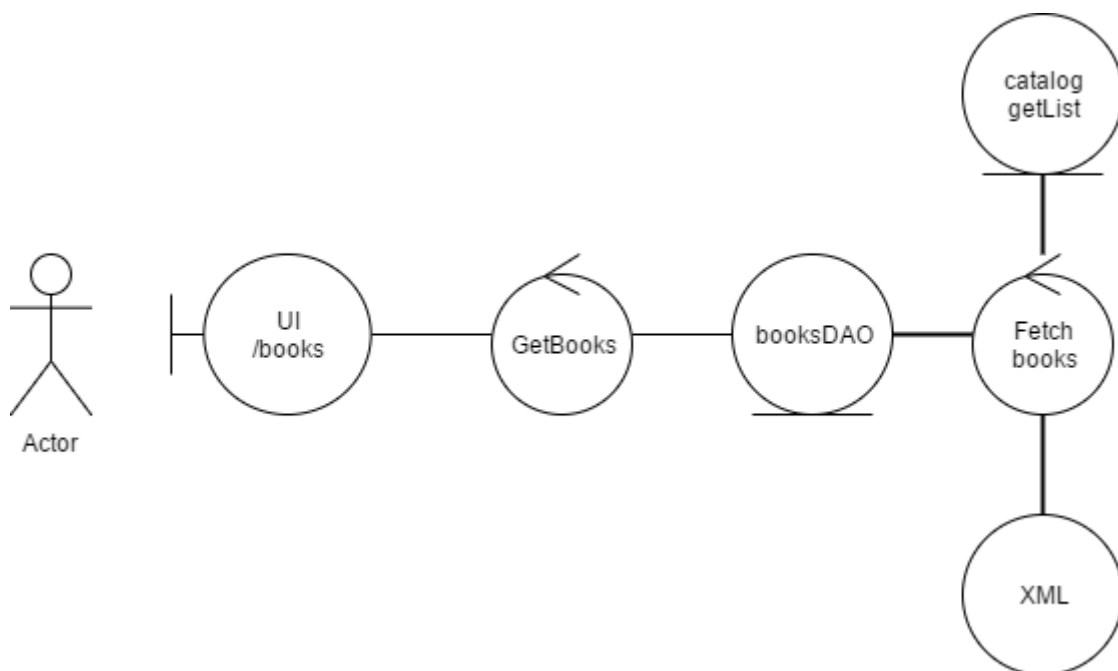 catalog
getList
UI
/books
GetBooks
booksDAO
Fetch
books
Actor
XML